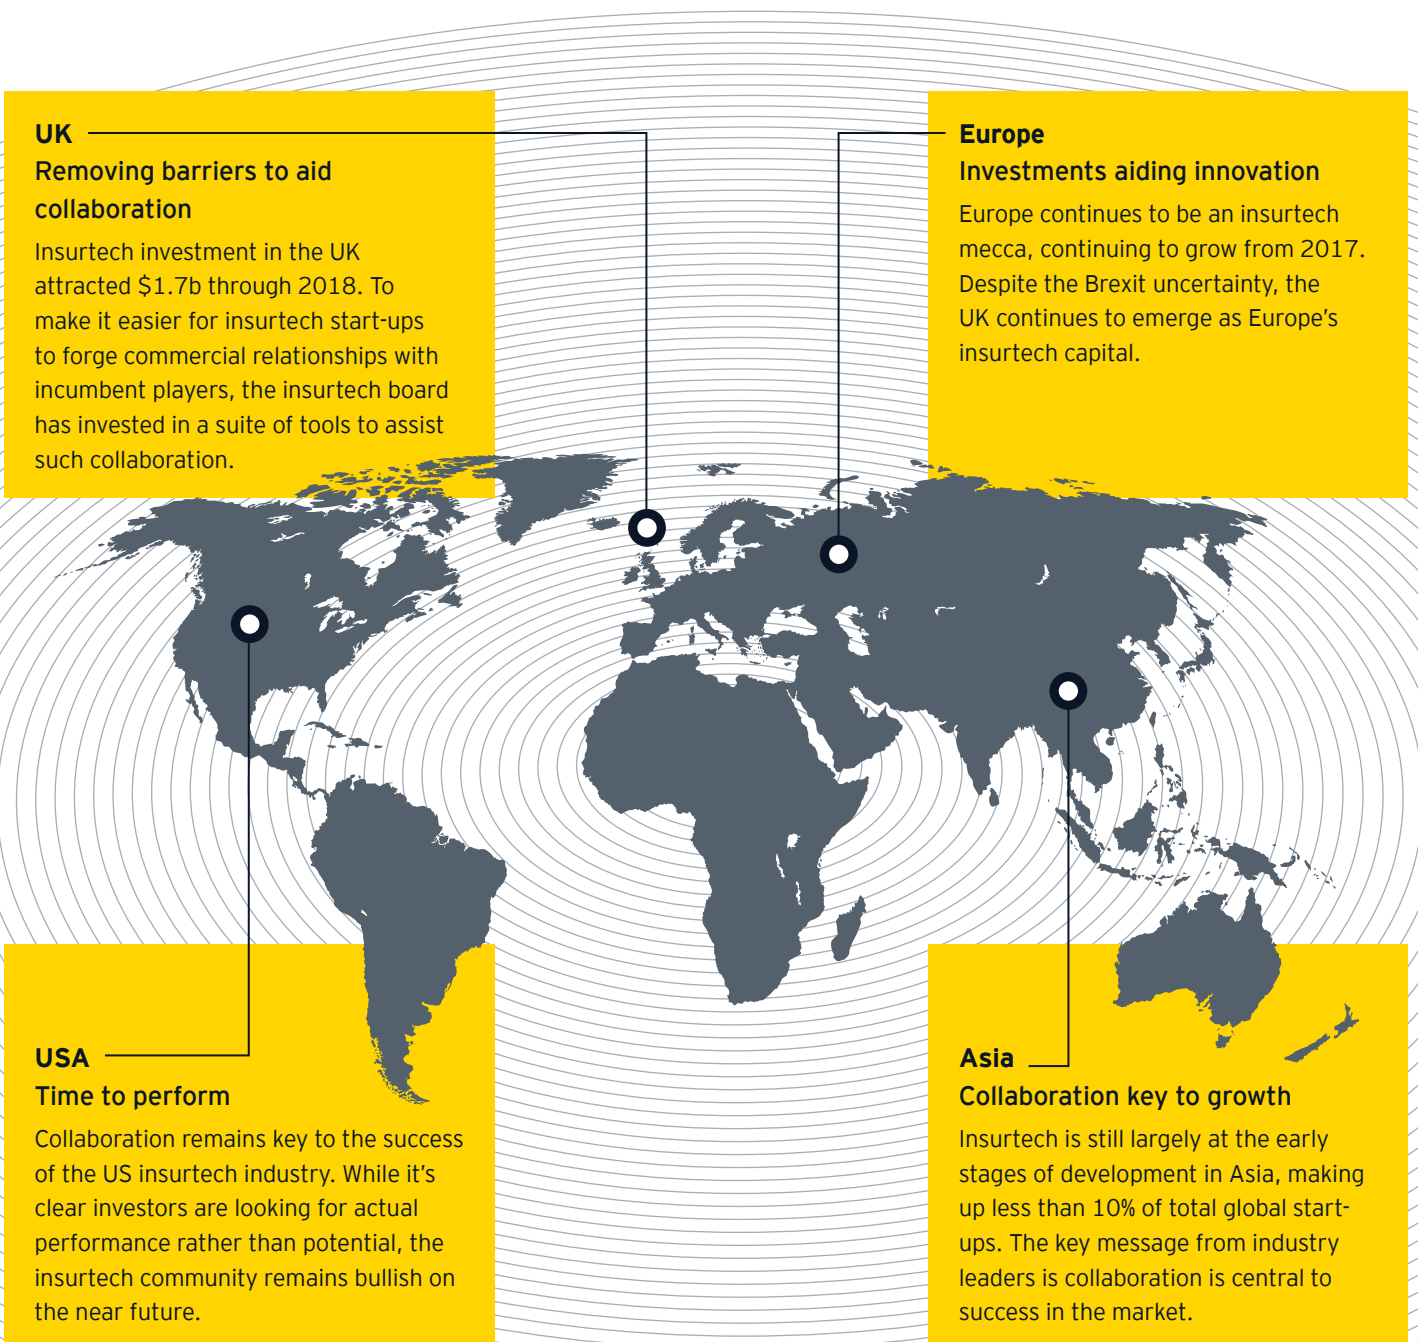 UK
Removing barriers to aid
collaboration
Insurtech investment in the UK
attracted $1.7b through 2018. To
make it easier for insurtech start-ups
to forge commercial relationships with
incumbent players, the insurtech board
has invested in a suite of tools to assist
such collaboration.
Europe
Investments aiding innovation
Europe continues to be an insurtech
mecca, continuing to grow from 2017.
Despite the Brexit uncertainty, the
UK continues to emerge as Europe’s
insurtech capital.
USA
Time to perform
Collaboration remains key to the success
of the US insurtech industry. While it’s
clear investors are looking for actual
performance rather than potential, the
insurtech community remains bullish on
the near future.
Asia
Collaboration key to growth
Insurtech is still largely at the early
stages of development in Asia, making
up less than 10% of total global start-
ups. The key message from industry
leaders is collaboration is central to
success in the market.